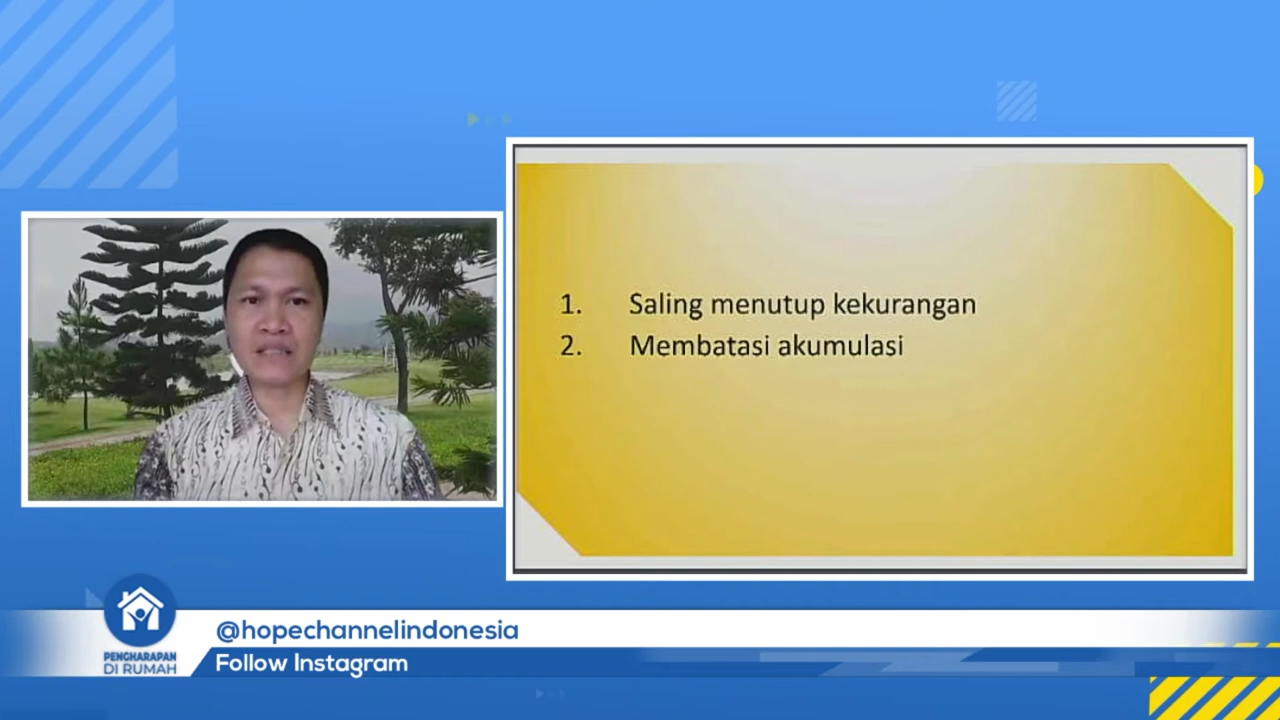 1. Saling menutup kekurangan
2. Membatasi akumulasi
@hopechannelindonesia
Follow Instagram
PENGHARAPAN
DI RUMAH